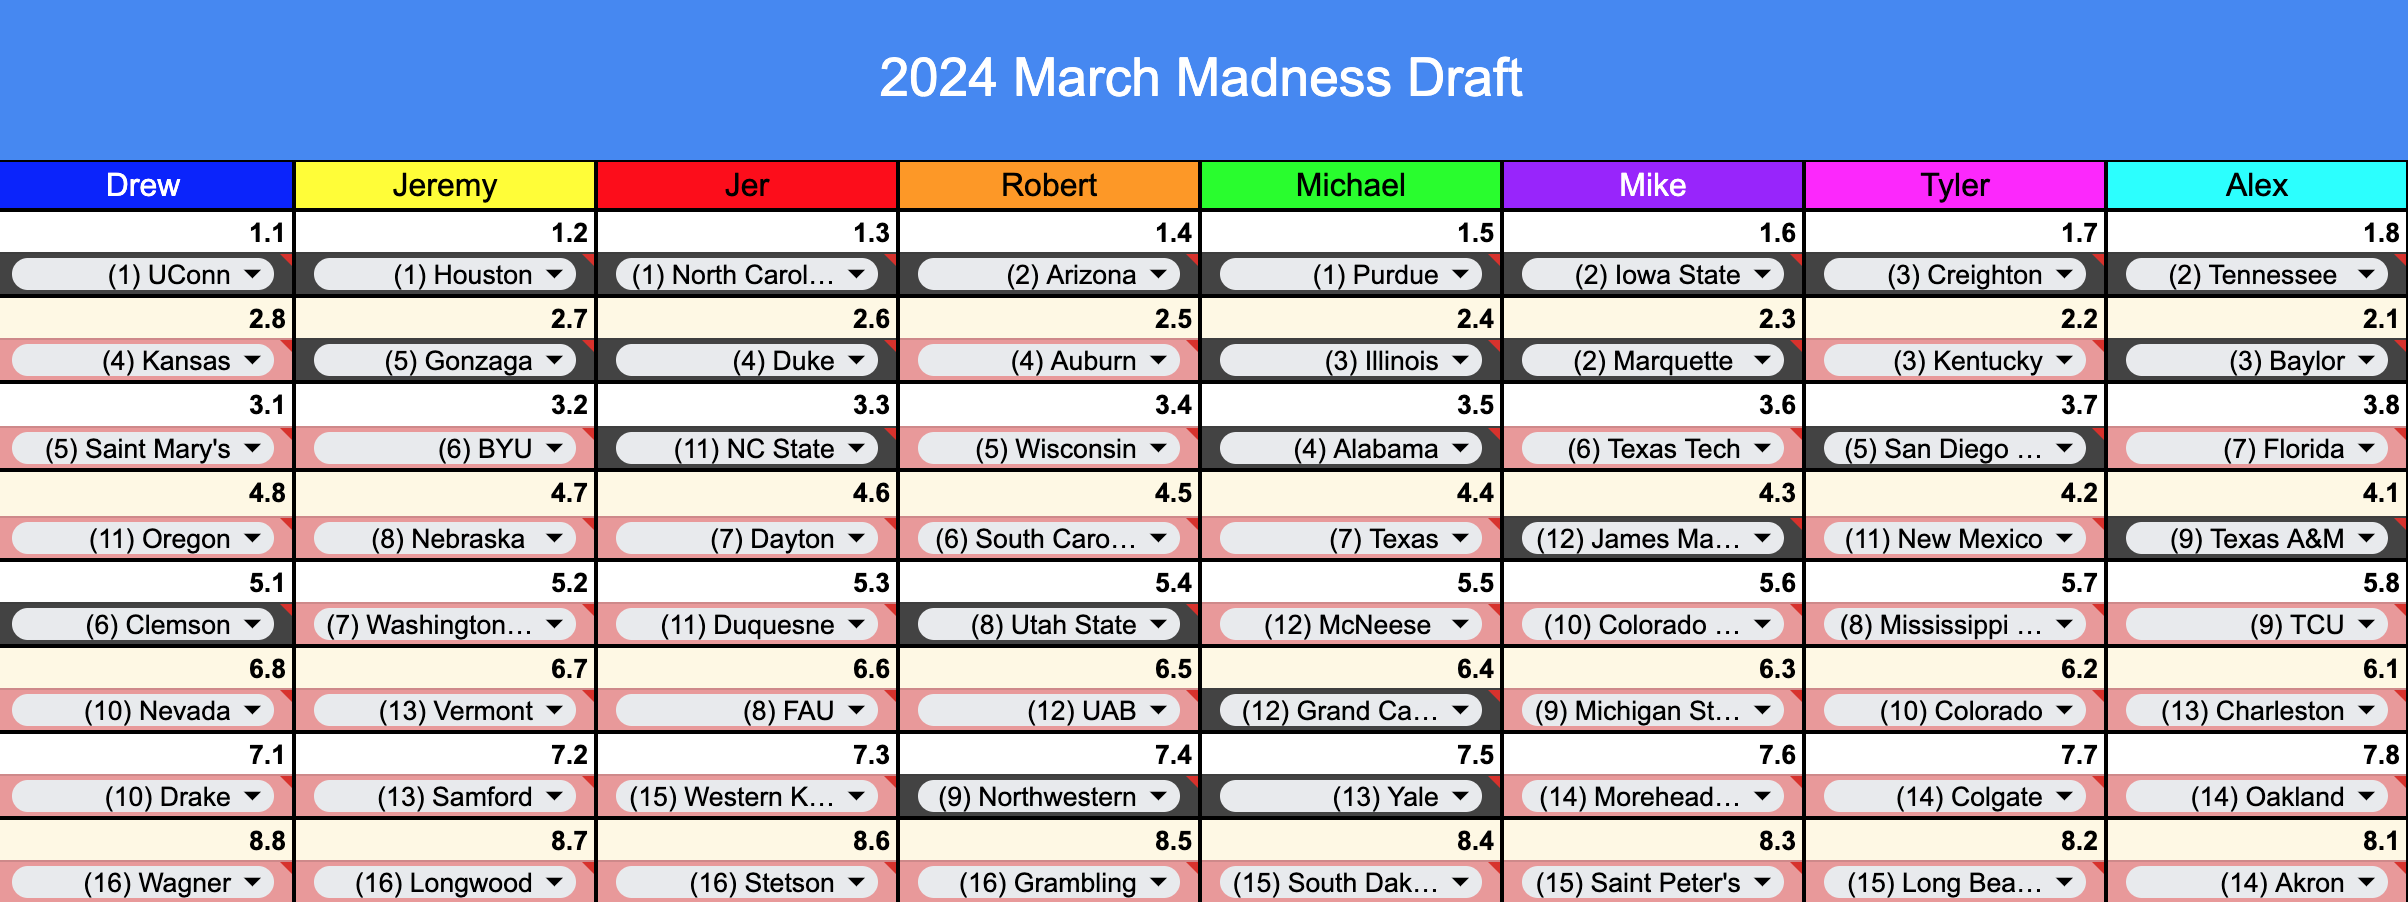 2024 March Madness Draft
Drew Jeremy Jer Robert Michael Mike Tyler Alex
1.1 1.2 1.3 1.4 1.5 1.6 1.7 1.8
(1) UConn (1) Houston (1) North Carol... (2) Arizona (1) Purdue (2) Iowa State (3) Creighton (2) Tennessee
2.8 2.7 2.6 2.5 2.4 2.3 2.2 2.1
(4) Kansas (5) Gonzaga (4) Duke (4) Auburn (3) Illinois (2) Marquette (3) Kentucky (3) Baylor
3.1 3.2 3.3 3.4 3.5 3.6 3.7 3.8
(5) Saint Mary's (6) BYU (11) NC State (5) Wisconsin (4) Alabama (6) Texas Tech (5) San Diego ... (7) Florida
4.8 4.7 4.6 4.5 4.4 4.3 4.2 4.1
(11) Oregon (8) Nebraska (7) Dayton (6) South Caro... (7) Texas (12) James Ma... (11) New Mexico (9) Texas A&M
5.1 5.2 5.3 5.4 5.5 5.6 5.7 5.8
(6) Clemson (7) Washington... (11) Duquesne (8) Utah State (12) McNeese (10) Colorado ... (8) Mississippi ... (9) TCU
6.8 6.7 6.6 6.5 6.4 6.3 6.2 6.1
(10) Nevada (13) Vermont (8) FAU (12) UAB (12) Grand Ca... (9) Michigan St... (10) Colorado (13) Charleston
7.1 7.2 7.3 7.4 7.5 7.6 7.7 7.8
(10) Drake (13) Samford (15) Western K... (9) Northwestern (13) Yale (14) Morehead... (14) Colgate (14) Oakland
8.8 8.7 8.6 8.5 8.4 8.3 8.2 8.1
(16) Wagner (16) Longwood (16) Stetson (16) Grambling (15) South Dak... (15) Saint Peter's (15) Long Bea... (14) Akron